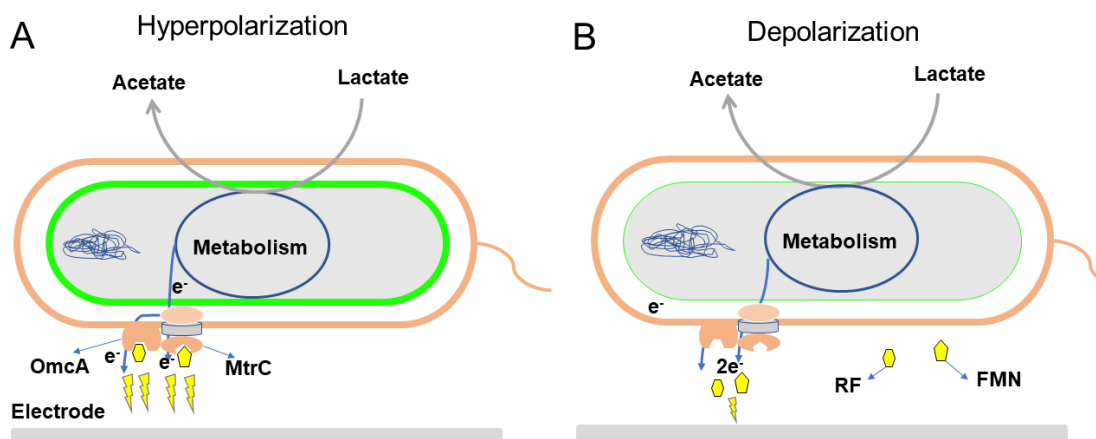 A
Hyperpolarization
Acetate
Lactate
Metabolism
e-
e-
e-
OmcA
MtrC
Electrode
B
Depolarization
Acetate
Lactate
Metabolism
e-
2e-
RF
FMN